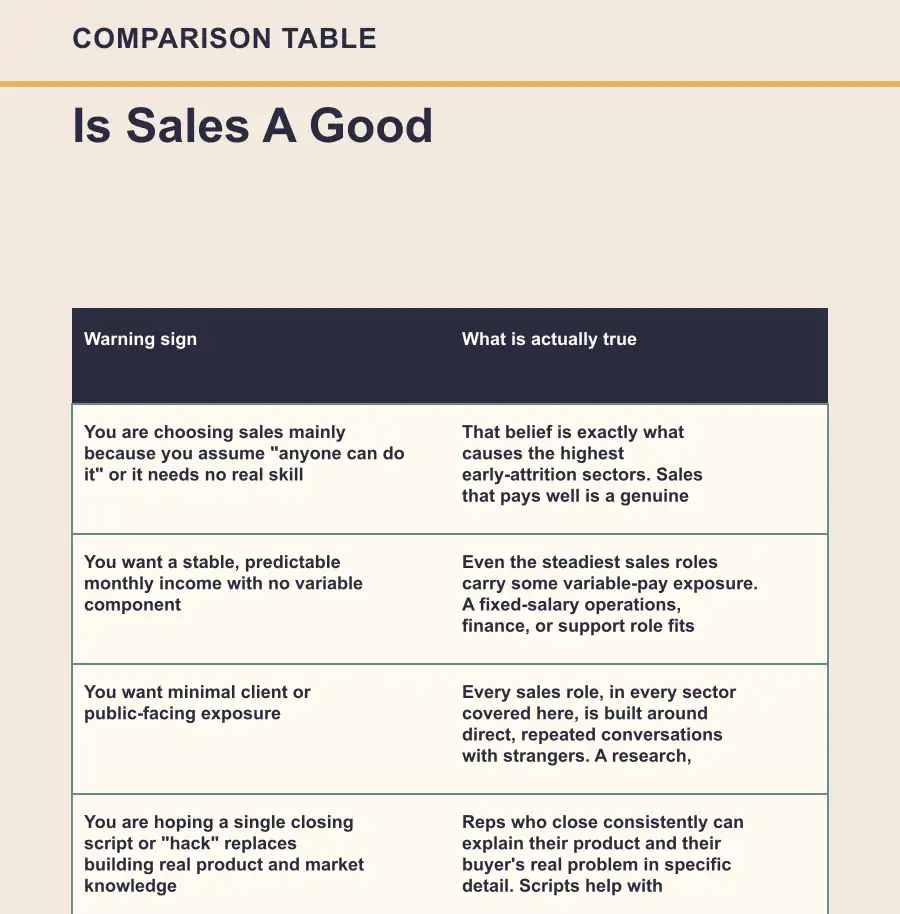 COMPARISON TABLE
Is Sales A Good
Warning sign
What is actually true
You are choosing sales mainly
because you assume "anyone can do
it" or it needs no real skill
That belief is exactly what
causes the highest
early-attrition sectors. Sales
that pays well is a genuine
You want a stable, predictable
monthly income with no variable
component
Even the steadiest sales roles
carry some variable-pay exposure.
A fixed-salary operations,
finance, or support role fits
You want minimal client or
public-facing exposure
Every sales role, in every sector
covered here, is built around
direct, repeated conversations
with strangers. A research,
You are hoping a single closing
script or "hack" replaces
building real product and market
knowledge
Reps who close consistently can
explain their product and their
buyer's real problem in specific
detail. Scripts help with